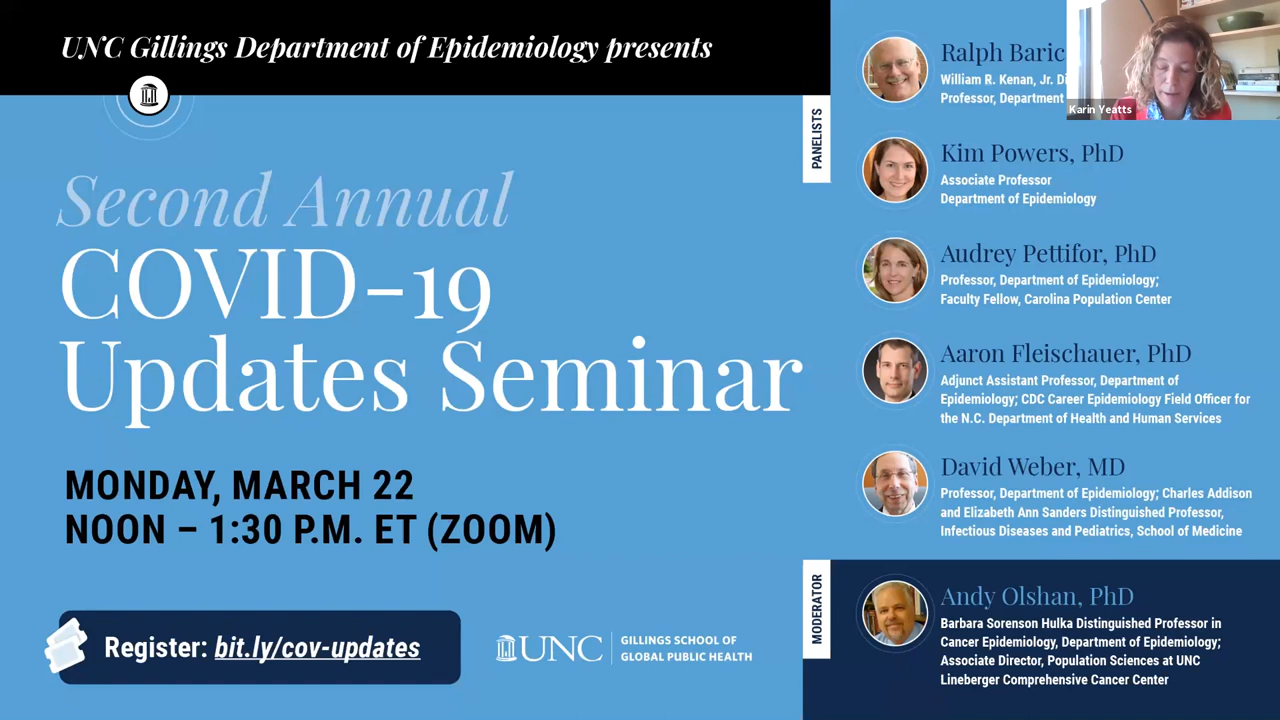 UNC Gillings Department of Epidemiology presents
Second Annual
COVID-19
Updates Seminar
MONDAY, MARCH 22
NOON – 1:30 P.M. ET (ZOOM)
Register: bit.ly/cov-updates
UNC
GILLINGS SCHOOL OF
GLOBAL PUBLIC HEALTH
PANELISTS
Ralph Baric
William R. Kenan, Jr.
Professor, Department
Karin Yeatts
Kim Powers, PhD
Associate Professor
Department of Epidemiology
Audrey Pettifor, PhD
Professor, Department of Epidemiology;
Faculty Fellow, Carolina Population Center
Aaron Fleischauer, PhD
Adjunct Assistant Professor, Department of
Epidemiology; CDC Career Epidemiology Field Officer for
the N.C. Department of Health and Human Services
David Weber, MD
Professor, Department of Epidemiology; Charles Addison
and Elizabeth Ann Sanders Distinguished Professor,
Infectious Diseases and Pediatrics, School of Medicine
MODERATOR
Andy Olshan, PhD
Barbara Sorenson Hulka Distinguished Professor in
Cancer Epidemiology, Department of Epidemiology;
Associate Director, Population Sciences at UNC
Lineberger Comprehensive Cancer Center